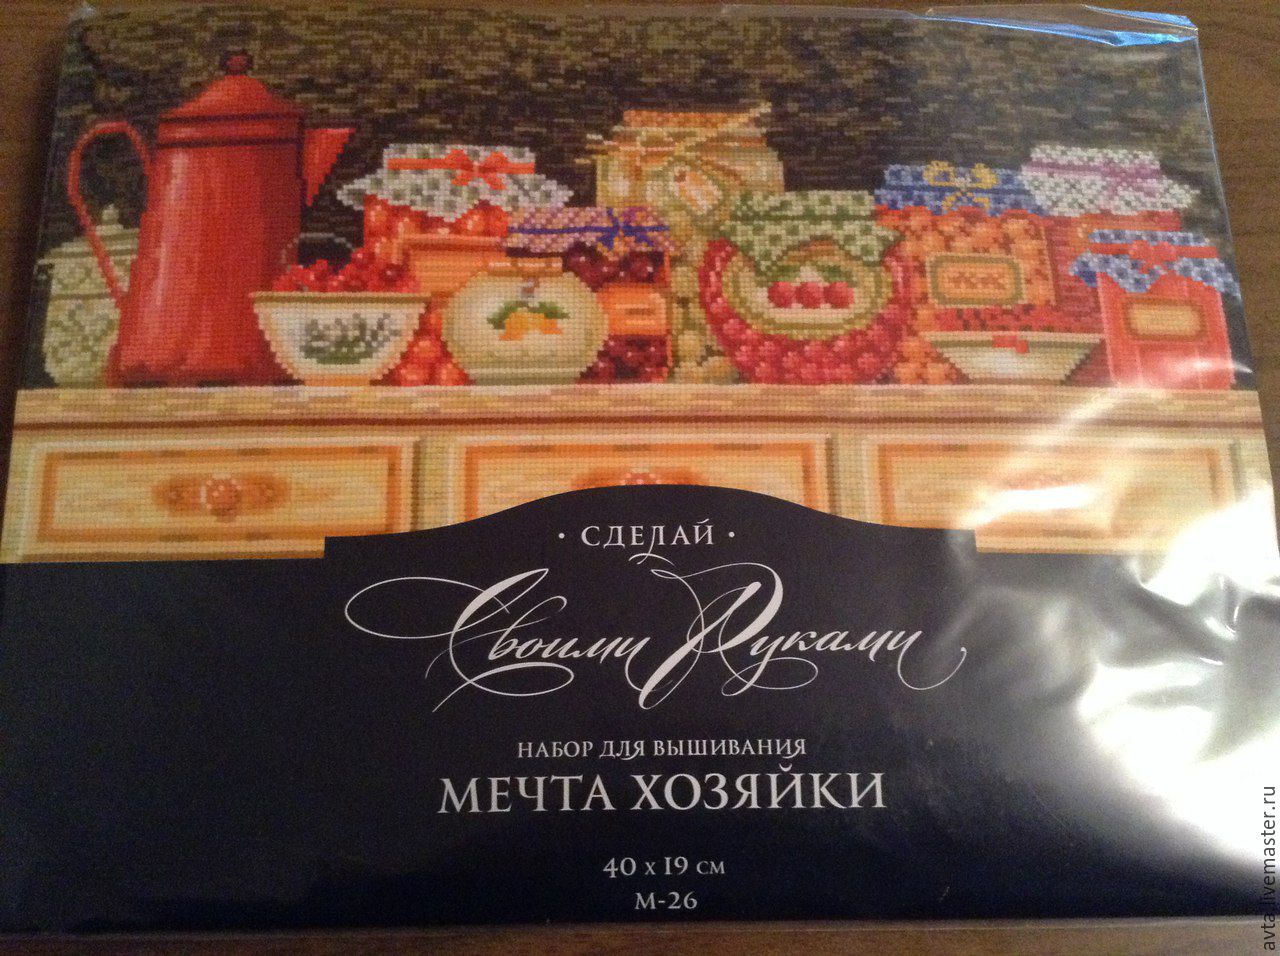 · СДЕЛАЙ ·
Своими Руками
НАБОР ДЛЯ ВЫШИВАНИЯ
МЕЧТА ХОЗЯЙКИ
40 х 19 СМ
М-26
avta.livemaster.ru